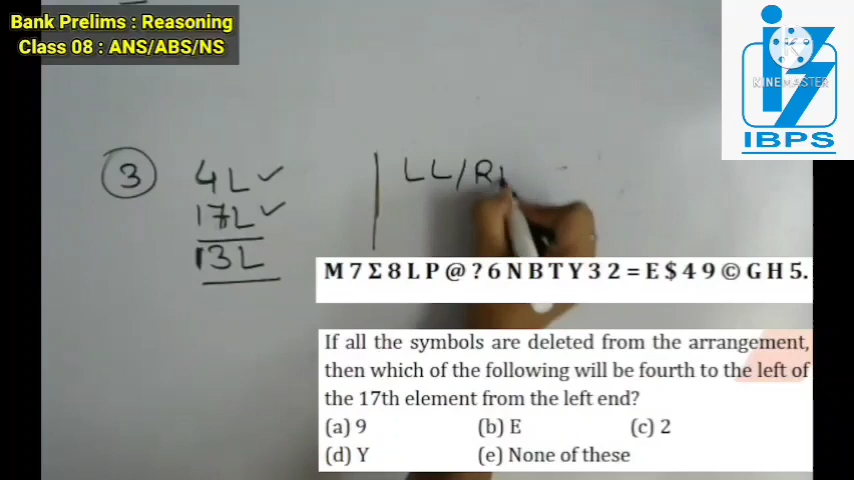 Bank Prelims : Reasoning
Class 08 : ANS/ABS/NS
KINEMASTER
IBPS
3 4L ✓ LL/R
17L ✓
13L
M 7 Σ 8 L P @ ? 6 N B T Y 3 2 = E $ 4 9 © G H 5.
If all the symbols are deleted from the arrangement,
then which of the following will be fourth to the left of
the 17th element from the left end?
(a) 9 (b) E (c) 2
(d) Y (e) None of these